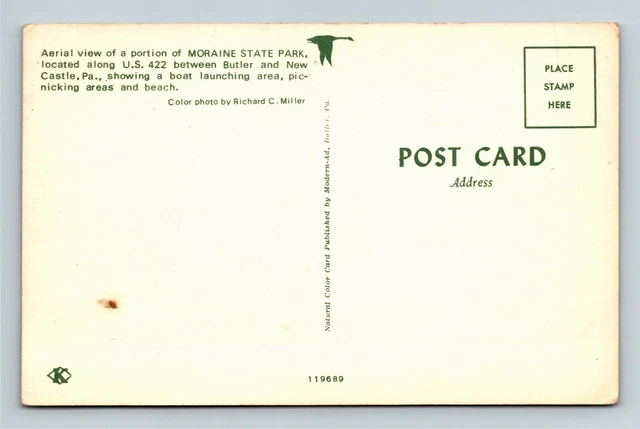 Aerial view of a portion of MORAINE STATE PARK,
located along U.S. 422 between Butler and New
Castle, Pa., showing a boat launching area, pic-
nicking areas and beach.
Color photo by Richard C. Miller
Natural Color Card Published by Modern-Ad, Butler, Pa.
PLACE
STAMP
HERE
POST CARD
Address
K
119689